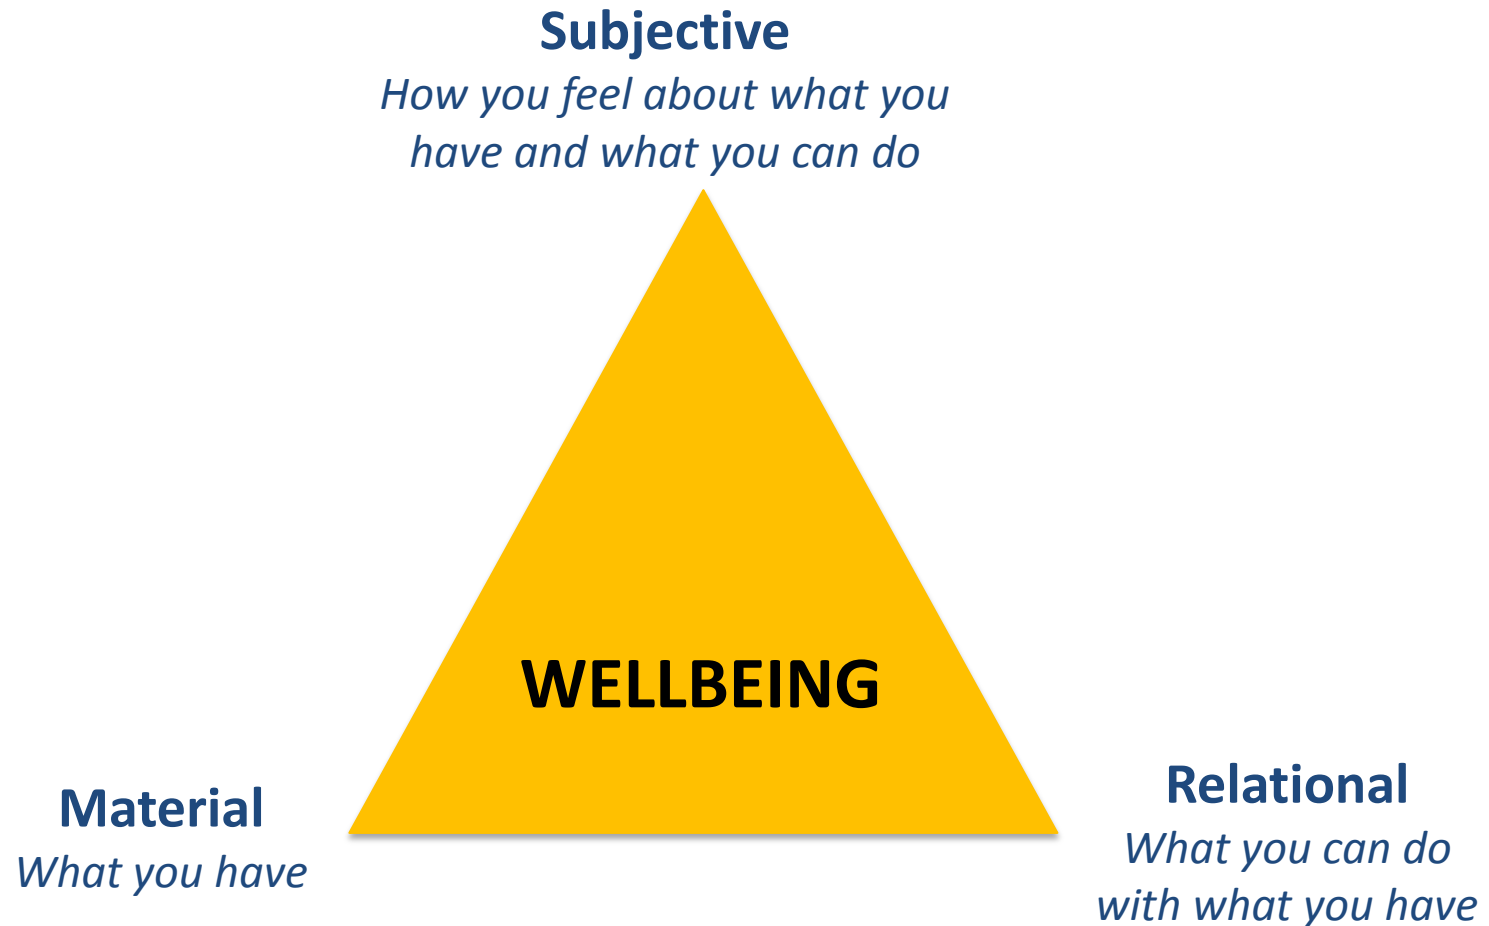 Subjective
How you feel about what you
have and what you can do
WELLBEING
Material
What you have
Relational
What you can do
with what you have